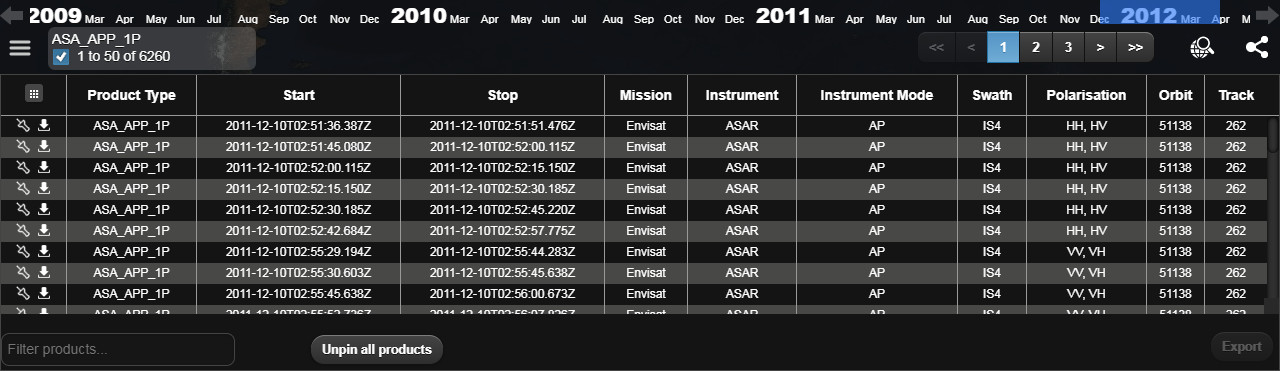 2009 Mar Apr May Jun Jul Aug Sep Oct Nov Dec 2010 Mar Apr May Jun Jul Aug Sep Oct Nov Dec 2011 Mar Apr May Jun Jul Aug Sep Oct Nov Dec 2012 Mar Apr M
ASA_APP_1P
1 to 50 of 6260
<< < 1 2 3 > >>
Product Type Start Stop Mission Instrument Instrument Mode Swath Polarisation Orbit Track
ASA_APP_1P 2011-12-10T02:51:36.387Z 2011-12-10T02:51:51.476Z Envisat ASAR AP IS4 HH, HV 51138 262
ASA_APP_1P 2011-12-10T02:51:45.080Z 2011-12-10T02:52:00.115Z Envisat ASAR AP IS4 HH, HV 51138 262
ASA_APP_1P 2011-12-10T02:52:00.115Z 2011-12-10T02:52:15.150Z Envisat ASAR AP IS4 HH, HV 51138 262
ASA_APP_1P 2011-12-10T02:52:15.150Z 2011-12-10T02:52:30.185Z Envisat ASAR AP IS4 HH, HV 51138 262
ASA_APP_1P 2011-12-10T02:52:30.185Z 2011-12-10T02:52:45.220Z Envisat ASAR AP IS4 HH, HV 51138 262
ASA_APP_1P 2011-12-10T02:52:42.684Z 2011-12-10T02:52:57.775Z Envisat ASAR AP IS4 HH, HV 51138 262
ASA_APP_1P 2011-12-10T02:55:29.194Z 2011-12-10T02:55:44.283Z Envisat ASAR AP IS4 VV, VH 51138 262
ASA_APP_1P 2011-12-10T02:55:30.603Z 2011-12-10T02:55:45.638Z Envisat ASAR AP IS4 VV, VH 51138 262
ASA_APP_1P 2011-12-10T02:55:45.638Z 2011-12-10T02:56:00.673Z Envisat ASAR AP IS4 VV, VH 51138 262
ASA_APP_1P Envisat ASAR AP IS4 VV, VH 51138 262
Filter products... Unpin all products Export